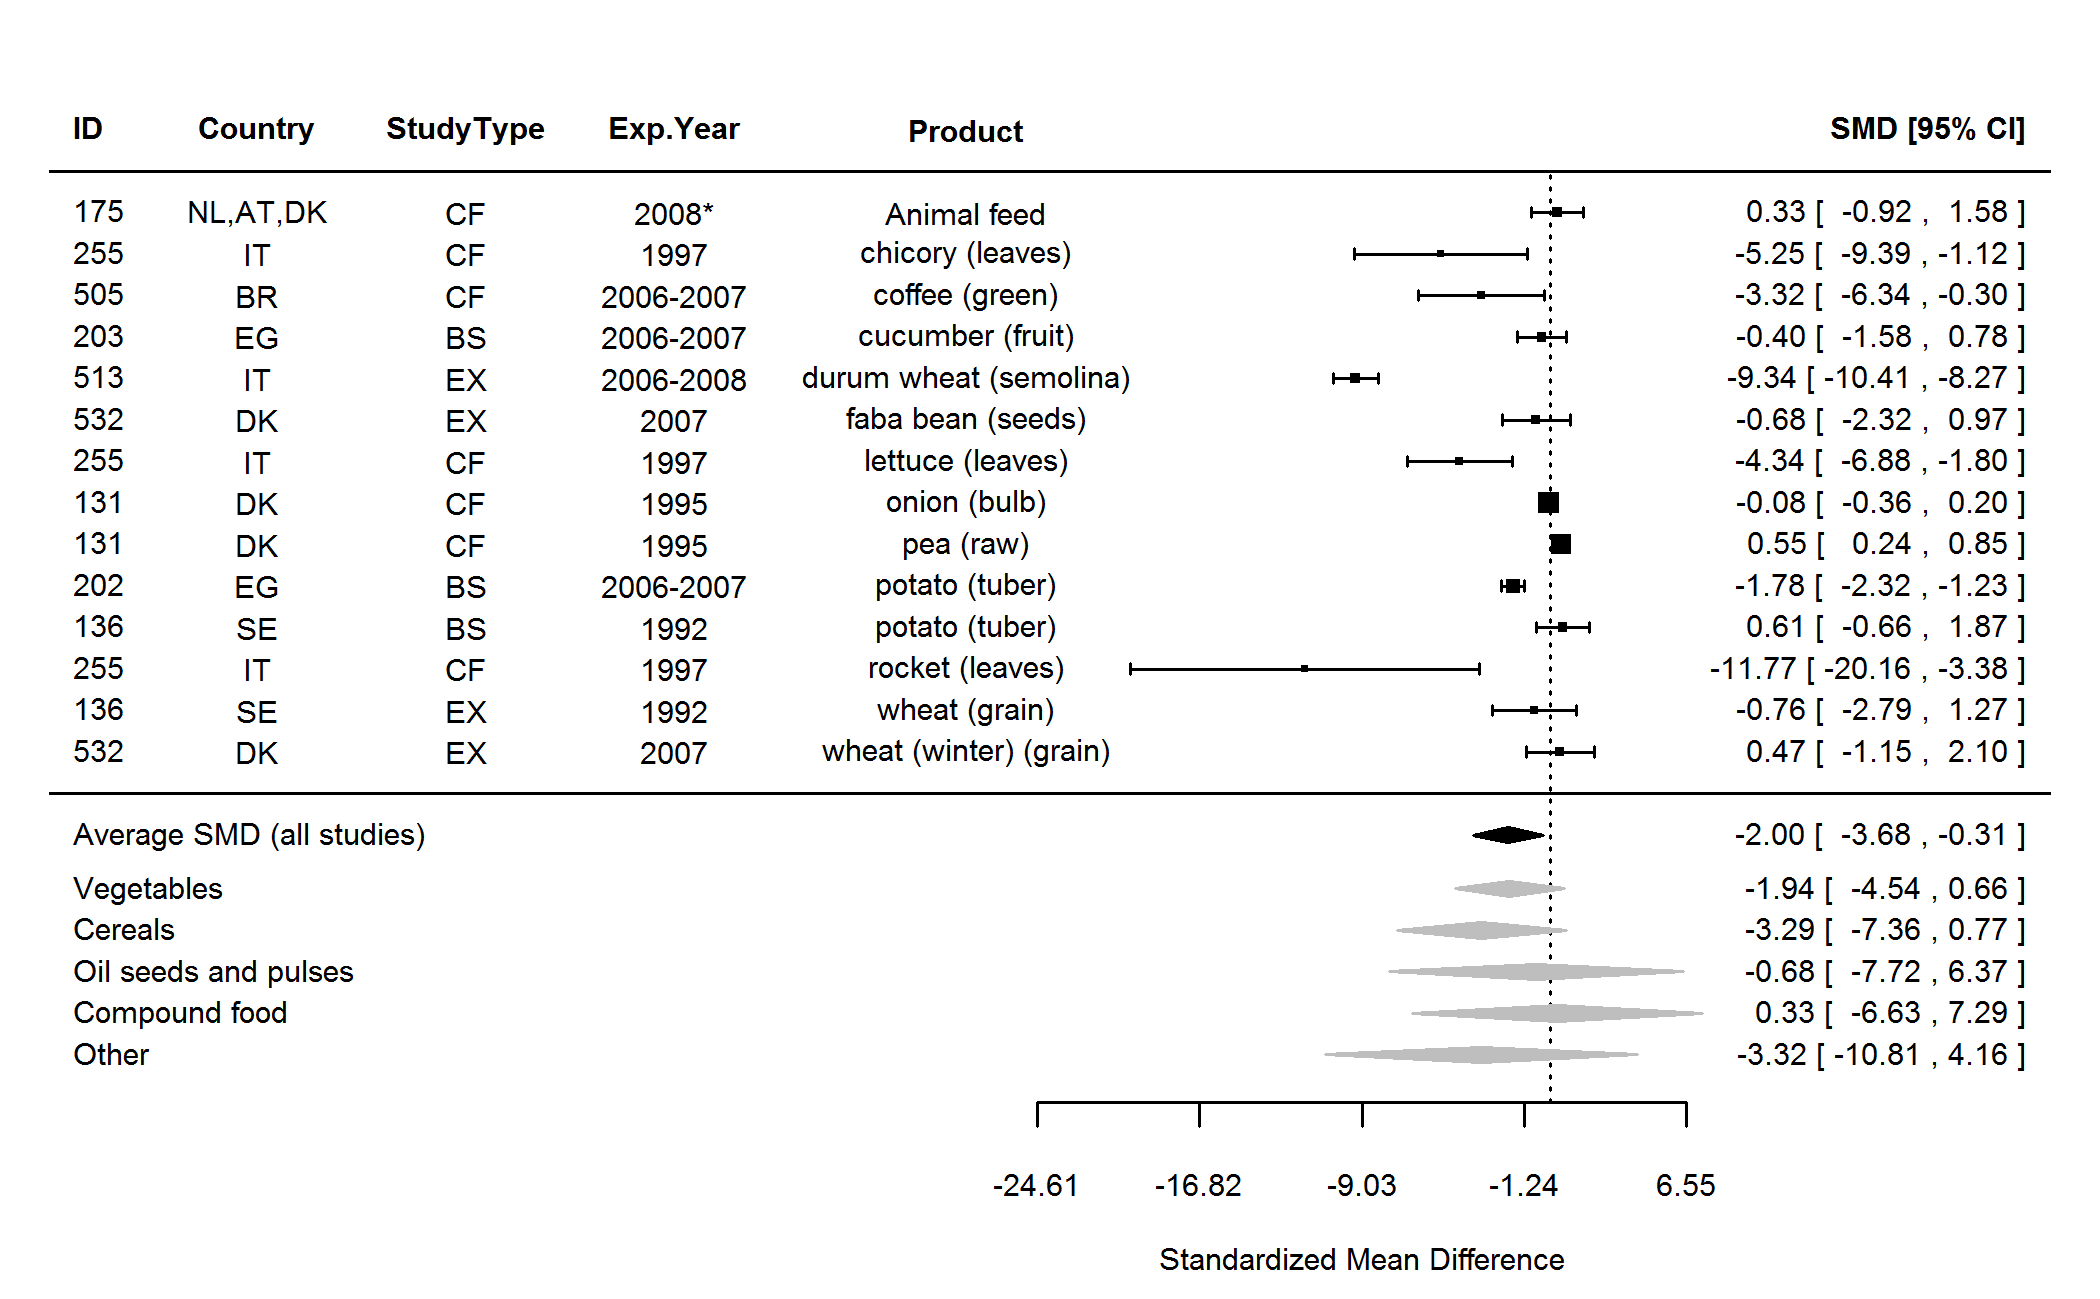 ID Country StudyType Exp.Year Product SMD [95% CI]
175 NL,AT,DK CF 2008* Animal feed 0.33 [ -0.92 , 1.58 ]
255 IT CF 1997 chicory (leaves) -5.25 [ -9.39 , -1.12 ]
505 BR CF 2006-2007 coffee (green) -3.32 [ -6.34 , -0.30 ]
203 EG BS 2006-2007 cucumber (fruit) -0.40 [ -1.58 , 0.78 ]
513 IT EX 2006-2008 durum wheat (semolina) -9.34 [ -10.41 , -8.27 ]
532 DK EX 2007 faba bean (seeds) -0.68 [ -2.32 , 0.97 ]
255 IT CF 1997 lettuce (leaves) -4.34 [ -6.88 , -1.80 ]
131 DK CF 1995 onion (bulb) -0.08 [ -0.36 , 0.20 ]
131 DK CF 1995 pea (raw) 0.55 [ 0.24 , 0.85 ]
202 EG BS 2006-2007 potato (tuber) -1.78 [ -2.32 , -1.23 ]
136 SE BS 1992 potato (tuber) 0.61 [ -0.66 , 1.87 ]
255 IT CF 1997 rocket (leaves) -11.77 [ -20.16 , -3.38 ]
136 SE EX 1992 wheat (grain) -0.76 [ -2.79 , 1.27 ]
532 DK EX 2007 wheat (winter) (grain) 0.47 [ -1.15 , 2.10 ]
Average SMD (all studies) -2.00 [ -3.68 , -0.31 ]
Vegetables -1.94 [ -4.54 , 0.66 ]
Cereals -3.29 [ -7.36 , 0.77 ]
Oil seeds and pulses -0.68 [ -7.72 , 6.37 ]
Compound food 0.33 [ -6.63 , 7.29 ]
Other -3.32 [ -10.81 , 4.16 ]
-24.61 -16.82 -9.03 -1.24 6.55
Standardized Mean Difference